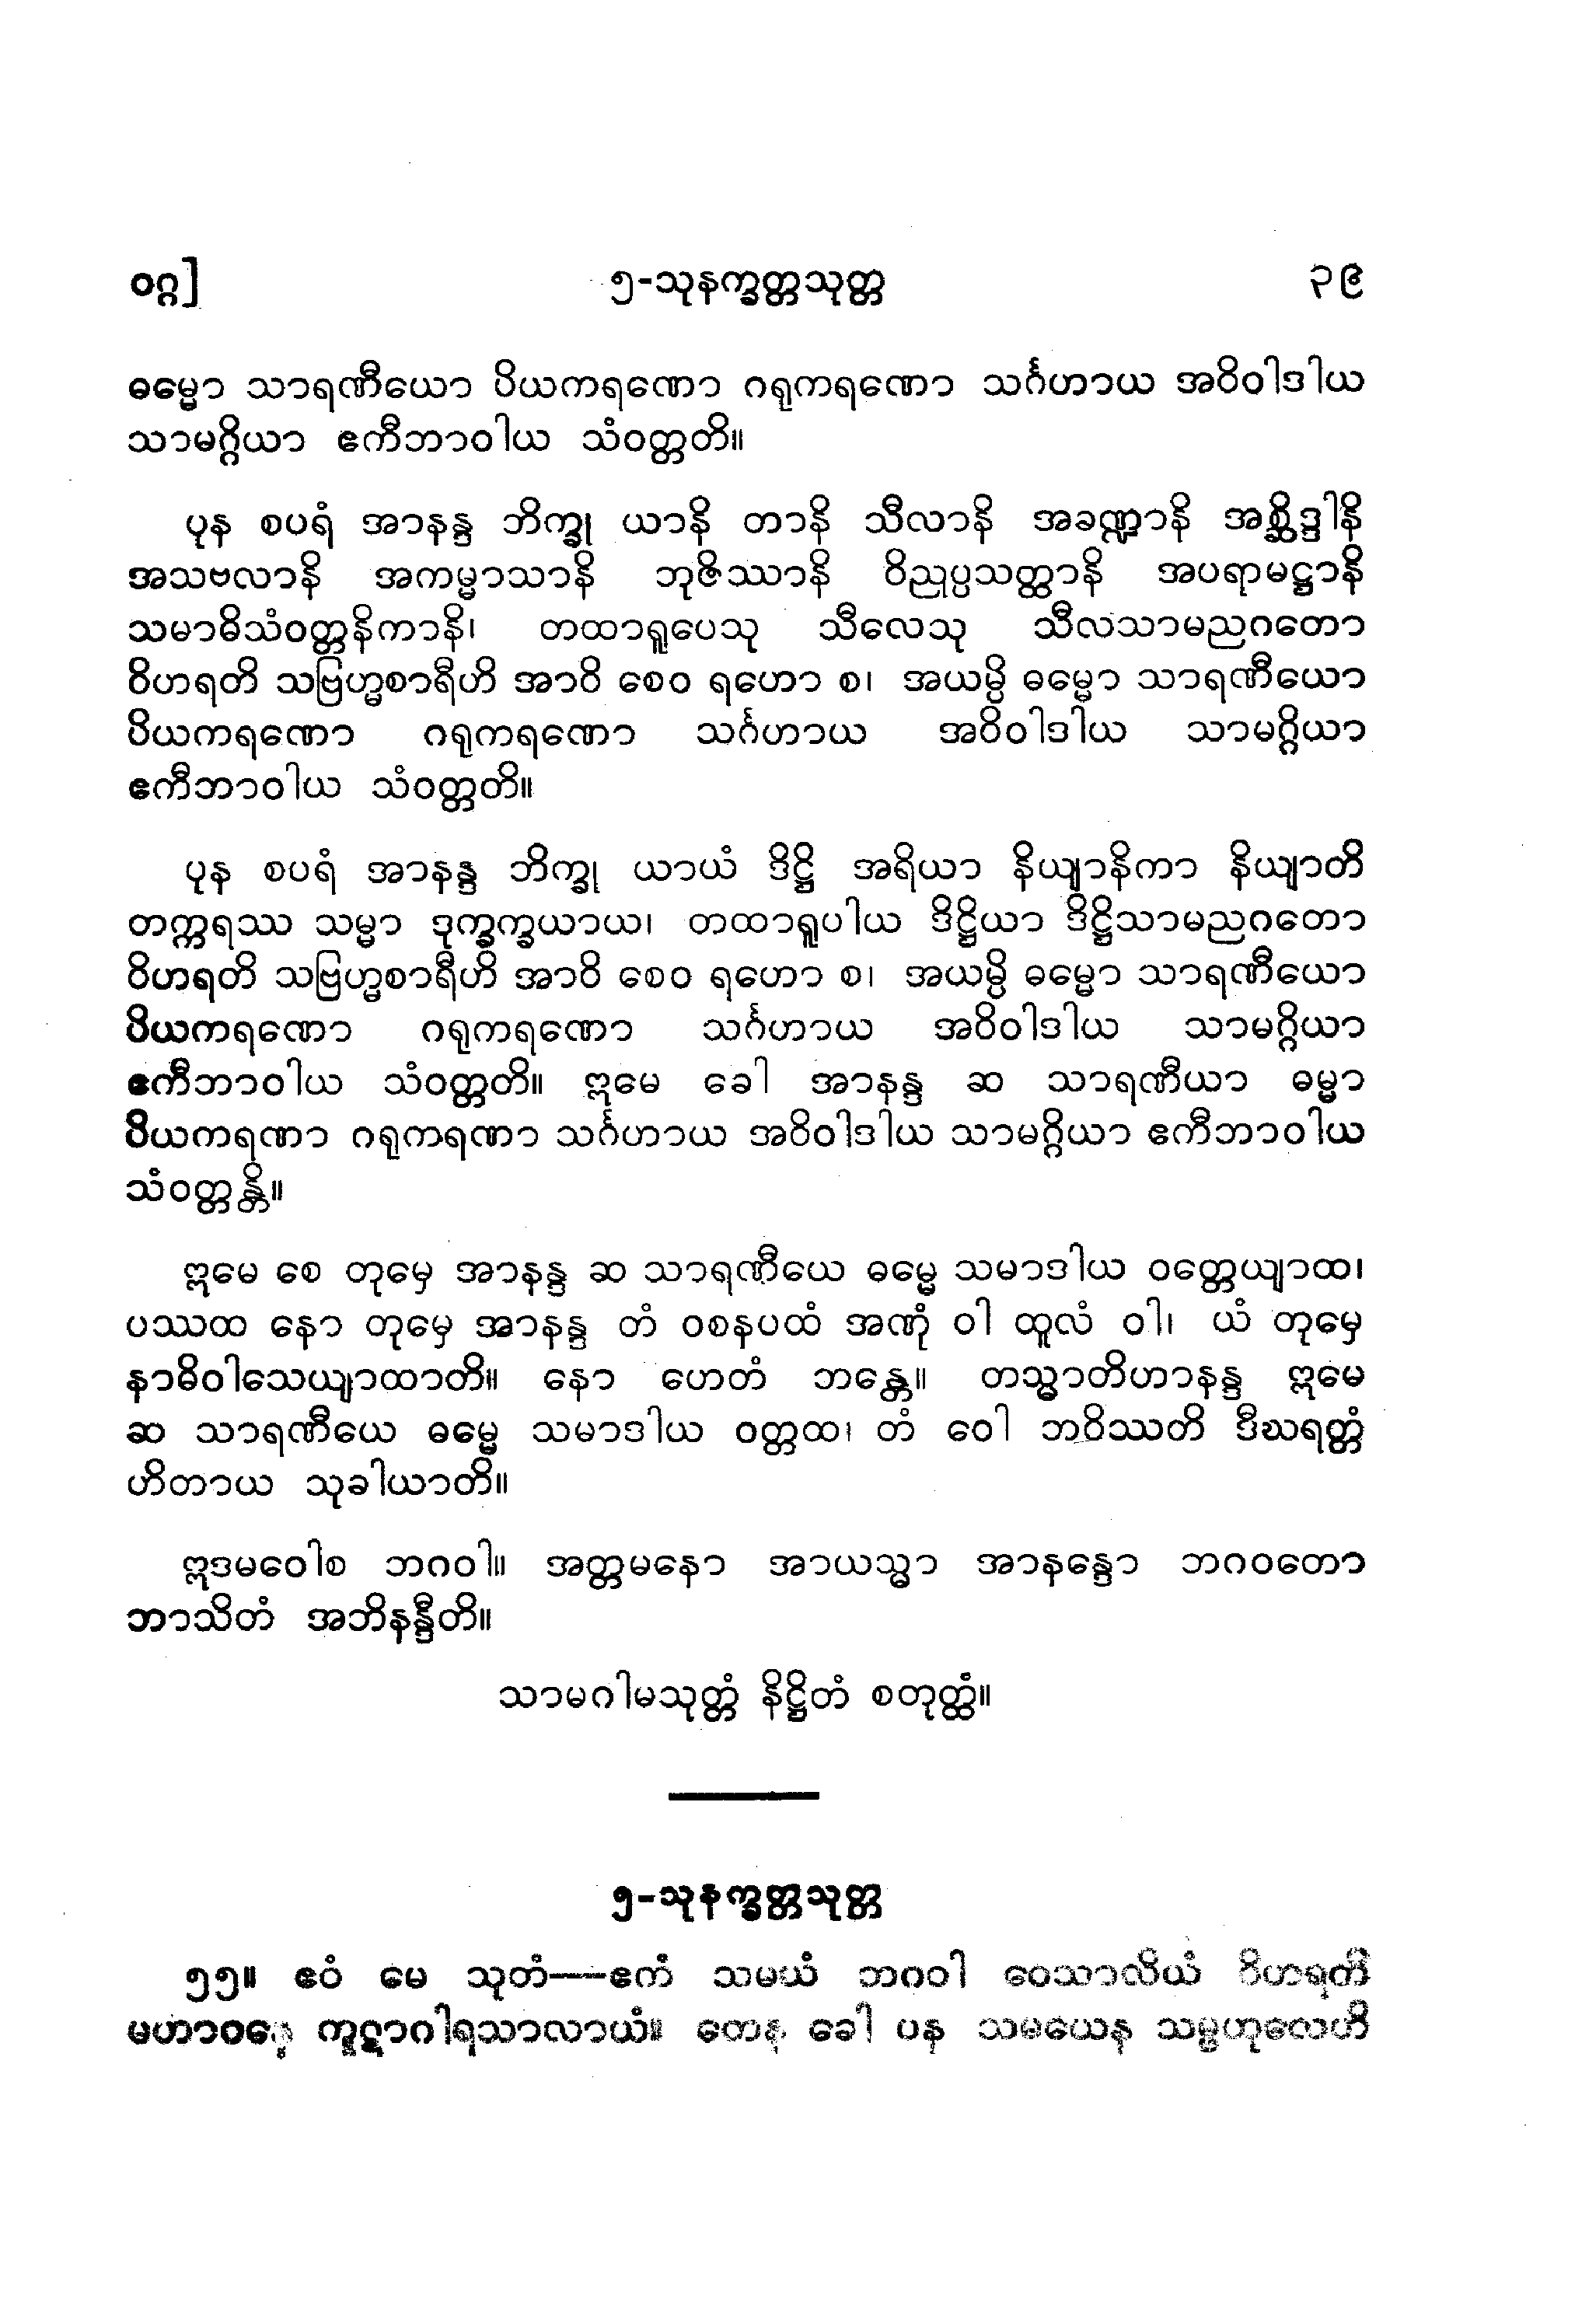 ဝဂ္ဂ] ၅-သုနက္ခတ္တသုတ္တ ၃၉
ဓမ္မော သာရဏီယော ပိယကရဏော ဂရုကရဏော သင်္ဂဟာယ အဝိဝါဒါယ
သာမဂ္ဂိယာ ဧကီဘာဝါယ သံဝတ္တတိ။
ပုန စပရံ အာနန္ဒ ဘိက္ခု ယာနိ တာနိ သီလာနိ အခဏ္ဍာနိ အစ္ဆိဒ္ဒါနိ
အသဗလာနိ အကမ္မာသာနိ ဘုဇိဿာနိ ဝိညုပ္ပသတ္ထာနိ အပရာမဋ္ဌာနိ
သမာဓိသံဝတ္တနိကာနိ၊ တထာရူပေသု သီလေသု သီလသာမညဂတော
ဝိဟရတိ သဗြဟ္မစာရီဟိ အာဝိ စေဝ ရဟော စ၊ အယမ္ပိ ဓမ္မော သာရဏီယော
ပိယကရဏော ဂရုကရဏော သင်္ဂဟာယ အဝိဝါဒါယ သာမဂ္ဂိယာ
ဧကီဘာဝါယ သံဝတ္တတိ။
ပုန စပရံ အာနန္ဒ ဘိက္ခု ယာယံ ဒိဋ္ဌိ အရိယာ နိယျာနိကာ နိယျာတိ
တက္ကရဿ သမ္မာ ဒုက္ခက္ခယာယ၊ တထာရူပါယ ဒိဋ္ဌိယာ ဒိဋ္ဌိသာမညဂတော
ဝိဟရတိ သဗြဟ္မစာရီဟိ အာဝိ စေဝ ရဟော စ၊ အယမ္ပိ ဓမ္မော သာရဏီယော
ပိယကရဏော ဂရုကရဏော သင်္ဂဟာယ အဝိဝါဒါယ သာမဂ္ဂိယာ
ဧကီဘာဝါယ သံဝတ္တတိ။ ဣမေ ခေါ အာနန္ဒ ဆ သာရဏီယာ ဓမ္မာ
ပိယကရဏာ ဂရုကရဏာ သင်္ဂဟာယ အဝိဝါဒါယ သာမဂ္ဂိယာ ဧကီဘာဝါယ
သံဝတ္တန္တိ။
ဣမေ စေ တုမှေ အာနန္ဒ ဆ သာရဏီယေ ဓမ္မေ သမာဒါယ ဝတ္တေယျာထ၊
ပဿထ နော တုမှေ အာနန္ဒ တံ ဝစနပထံ အဏုံ ဝါ ထူလံ ဝါ၊ ယံ တုမှေ
နာဓိဝါသေယျာထာတိ။ နော ဟေတံ ဘန္တေ။ တသ္မာတိဟာနန္ဒ ဣမေ
ဆ သာရဏီယေ ဓမ္မေ သမာဒါယ ဝတ္တထ၊ တံ ဝေါ ဘဝိဿတိ ဒီဃရတ္တံ
ဟိတာယ သုခါယာတိ။
ဣဒမဝေါစ ဘဂဝါ။ အတ္တမနော အာယသ္မာ အာနန္ဒော ဘဂဝတော
ဘာသိတံ အဘိနန္ဒီတိ။
သာမဂါမသုတ္တံ နိဋ္ဌိတံ စတုတ္ထံ။
၅-သုနက္ခတ္တသုတ္တ
၅၅။ ဧဝံ မေ သုတံ––ဧကံ သမယံ ဘဂဝါ ဝေသာလိယံ ဝိဟရတိ
မဟာဝနေ ကူဋာဂါရသာလာယံ။ တေန ခေါ ပန သမယေန သမ္ဗဟုလေဟိ